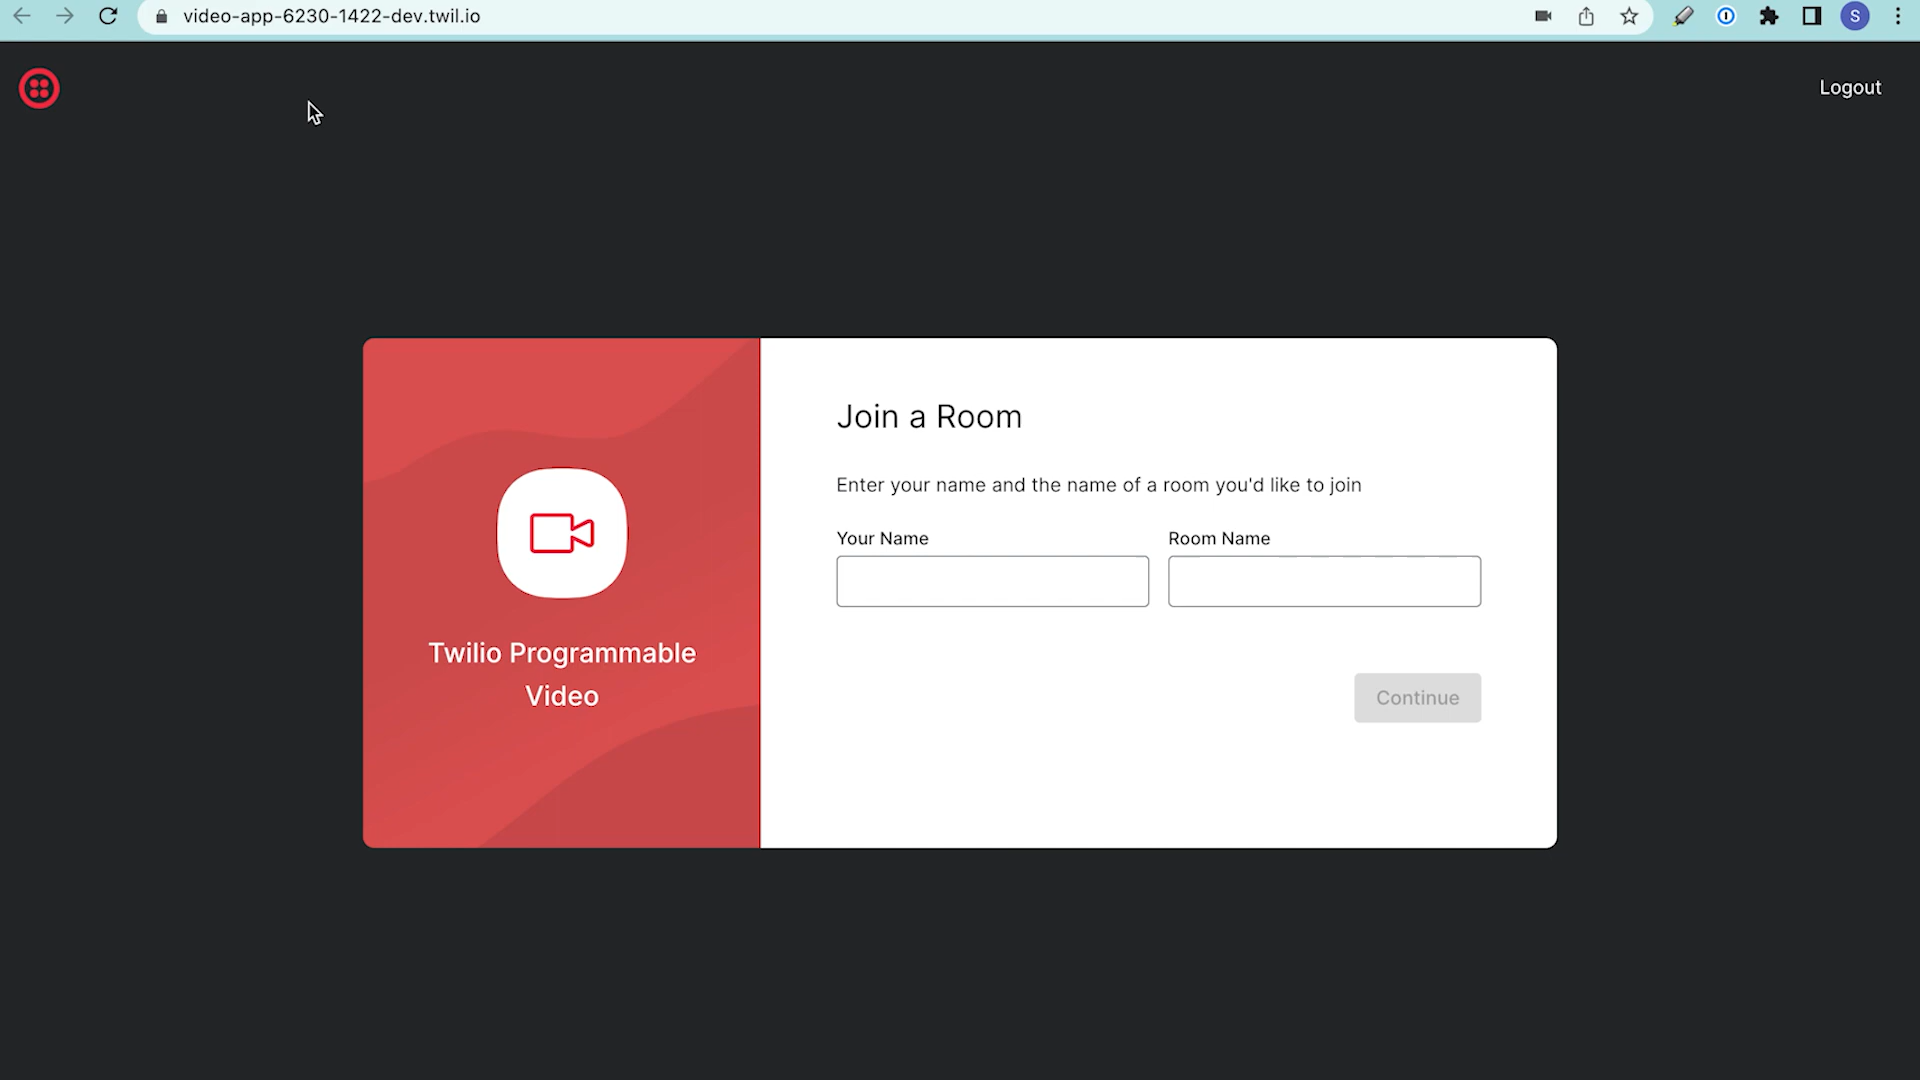 video-app-6230-1422-dev.twil.io
S
Logout
Join a Room
Enter your name and the name of a room you'd like to join
Your Name
Room Name
Twilio Programmable
Video
Continue